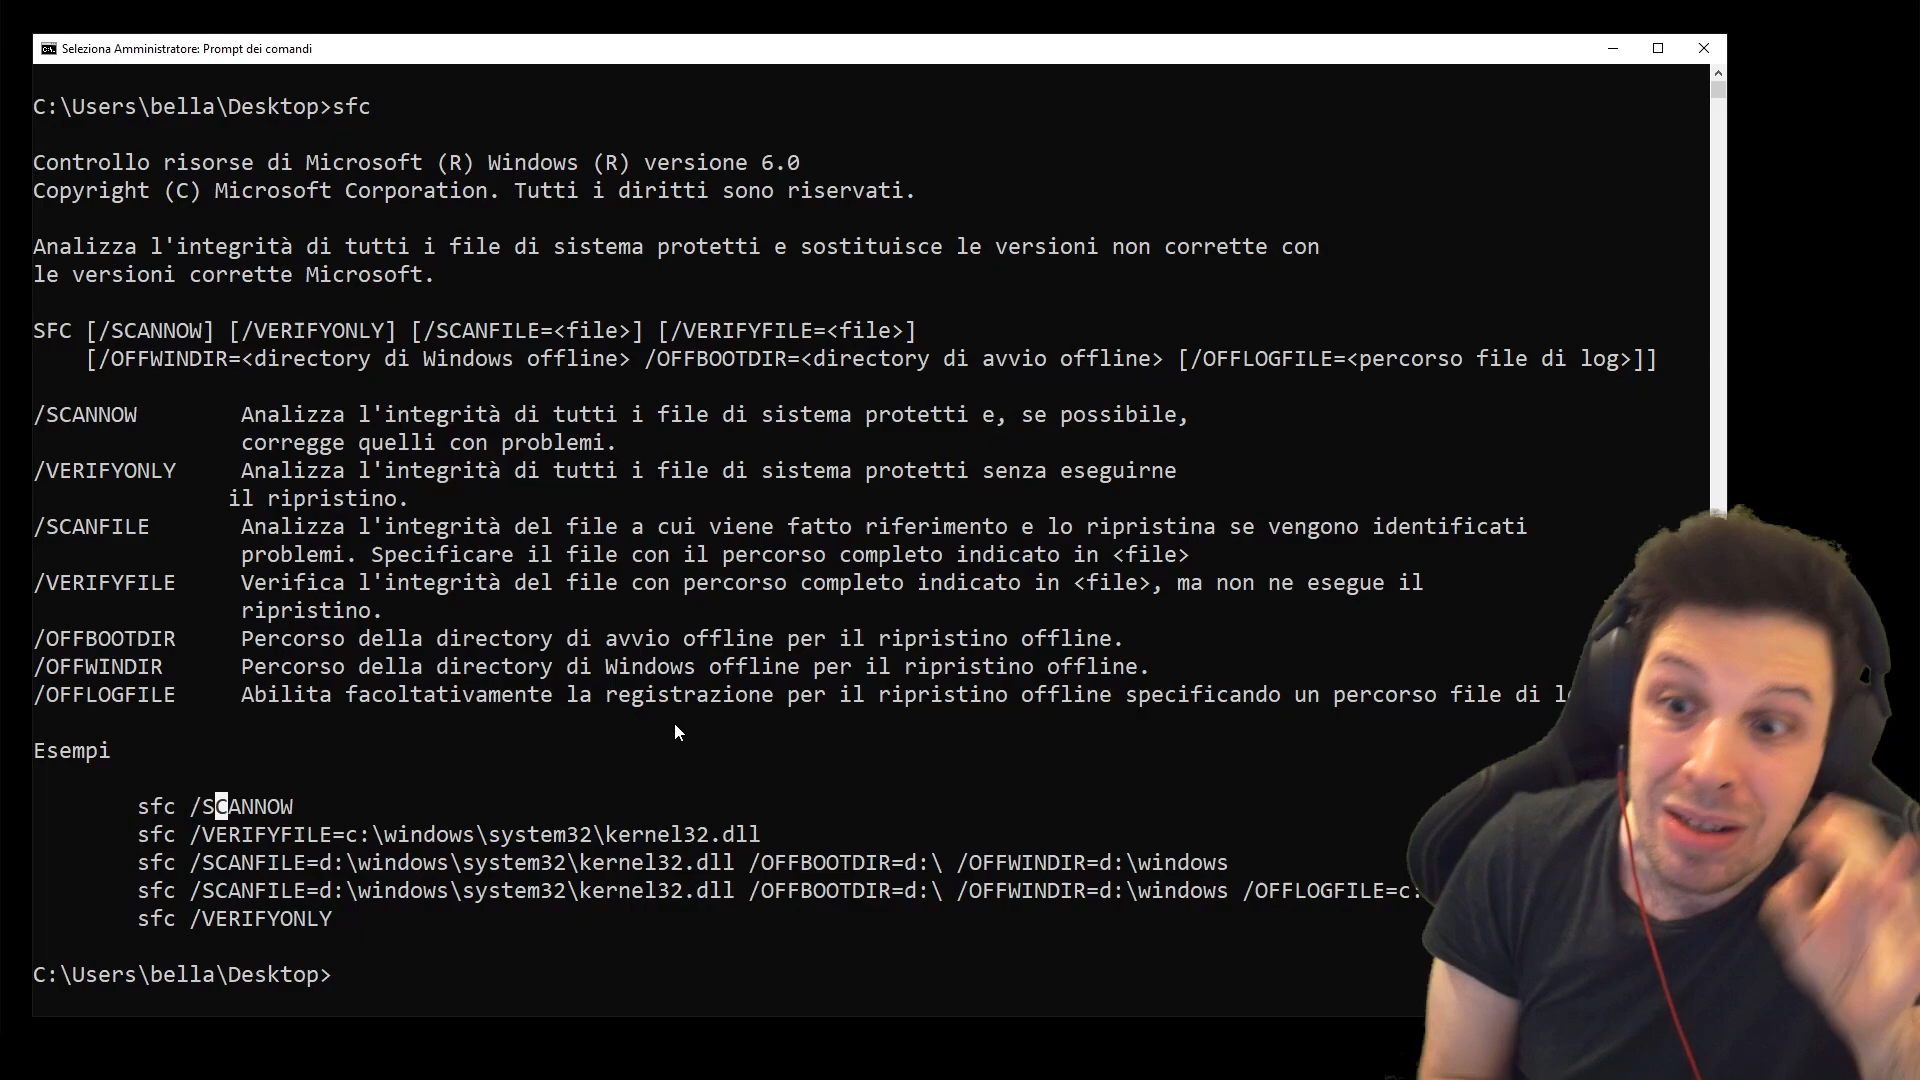 Seleziona Amministratore: Prompt dei comandi
C:\Users\bella\Desktop>sfc
Controllo risorse di Microsoft (R) Windows (R) versione 6.0
Copyright (C) Microsoft Corporation. Tutti i diritti sono riservati.
Analizza l'integrità di tutti i file di sistema protetti e sostituisce le versioni non corrette con
le versioni corrette Microsoft.
SFC [/SCANNOW] [/VERIFYONLY] [/SCANFILE=<file>] [/VERIFYFILE=<file>]
[/OFFWINDIR=<directory di Windows offline> /OFFBOOTDIR=<directory di avvio offline> [/OFFLOGFILE=<percorso file di log>]]
/SCANNOW Analizza l'integrità di tutti i file di sistema protetti e, se possibile,
corregge quelli con problemi.
/VERIFYONLY Analizza l'integrità di tutti i file di sistema protetti senza eseguirne
il ripristino.
/SCANFILE Analizza l'integrità del file a cui viene fatto riferimento e lo ripristina se vengono identificati
problemi. Specificare il file con il percorso completo indicato in <file>
/VERIFYFILE Verifica l'integrità del file con percorso completo indicato in <file>, ma non ne esegue il
ripristino.
/OFFBOOTDIR Percorso della directory di avvio offline per il ripristino offline.
/OFFWINDIR Percorso della directory di Windows offline per il ripristino offline.
/OFFLOGFILE Abilita facoltativamente la registrazione per il ripristino offline specificando un percorso file di
Esempi
sfc /SCANNOW
sfc /VERIFYFILE=c:\windows\system32\kernel32.dll
sfc /SCANFILE=d:\windows\system32\kernel32.dll /OFFBOOTDIR=d:\ /OFFWINDIR=d:\windows
sfc /SCANFILE=d:\windows\system32\kernel32.dll /OFFBOOTDIR=d:\ /OFFWINDIR=d:\windows /OFFLOGFILE=c:
sfc /VERIFYONLY
C:\Users\bella\Desktop>